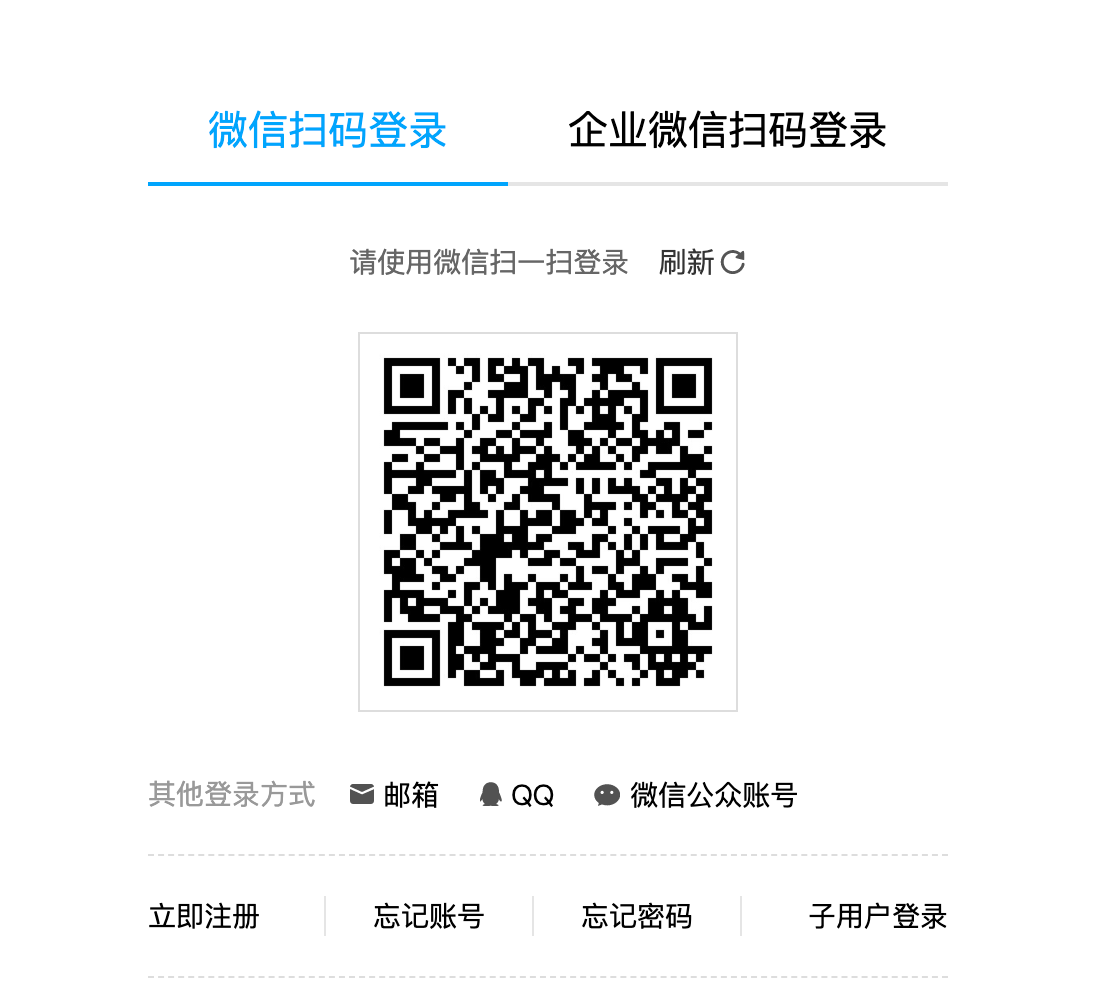 微信扫码登录 企业微信扫码登录
请使用微信扫一扫登录 刷新
其他登录方式 邮箱 QQ 微信公众账号
立即注册 忘记账号 忘记密码 子用户登录